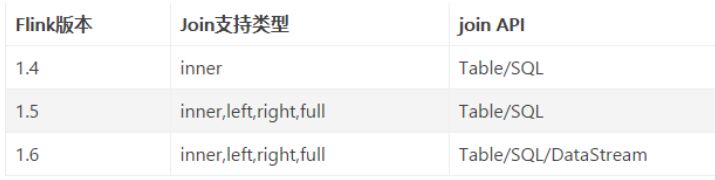 Flink版本 Join支持类型 join API
1.4 inner Table/SQL
1.5 inner,left,right,full Table/SQL
1.6 inner,left,right,full Table/SQL/DataStream